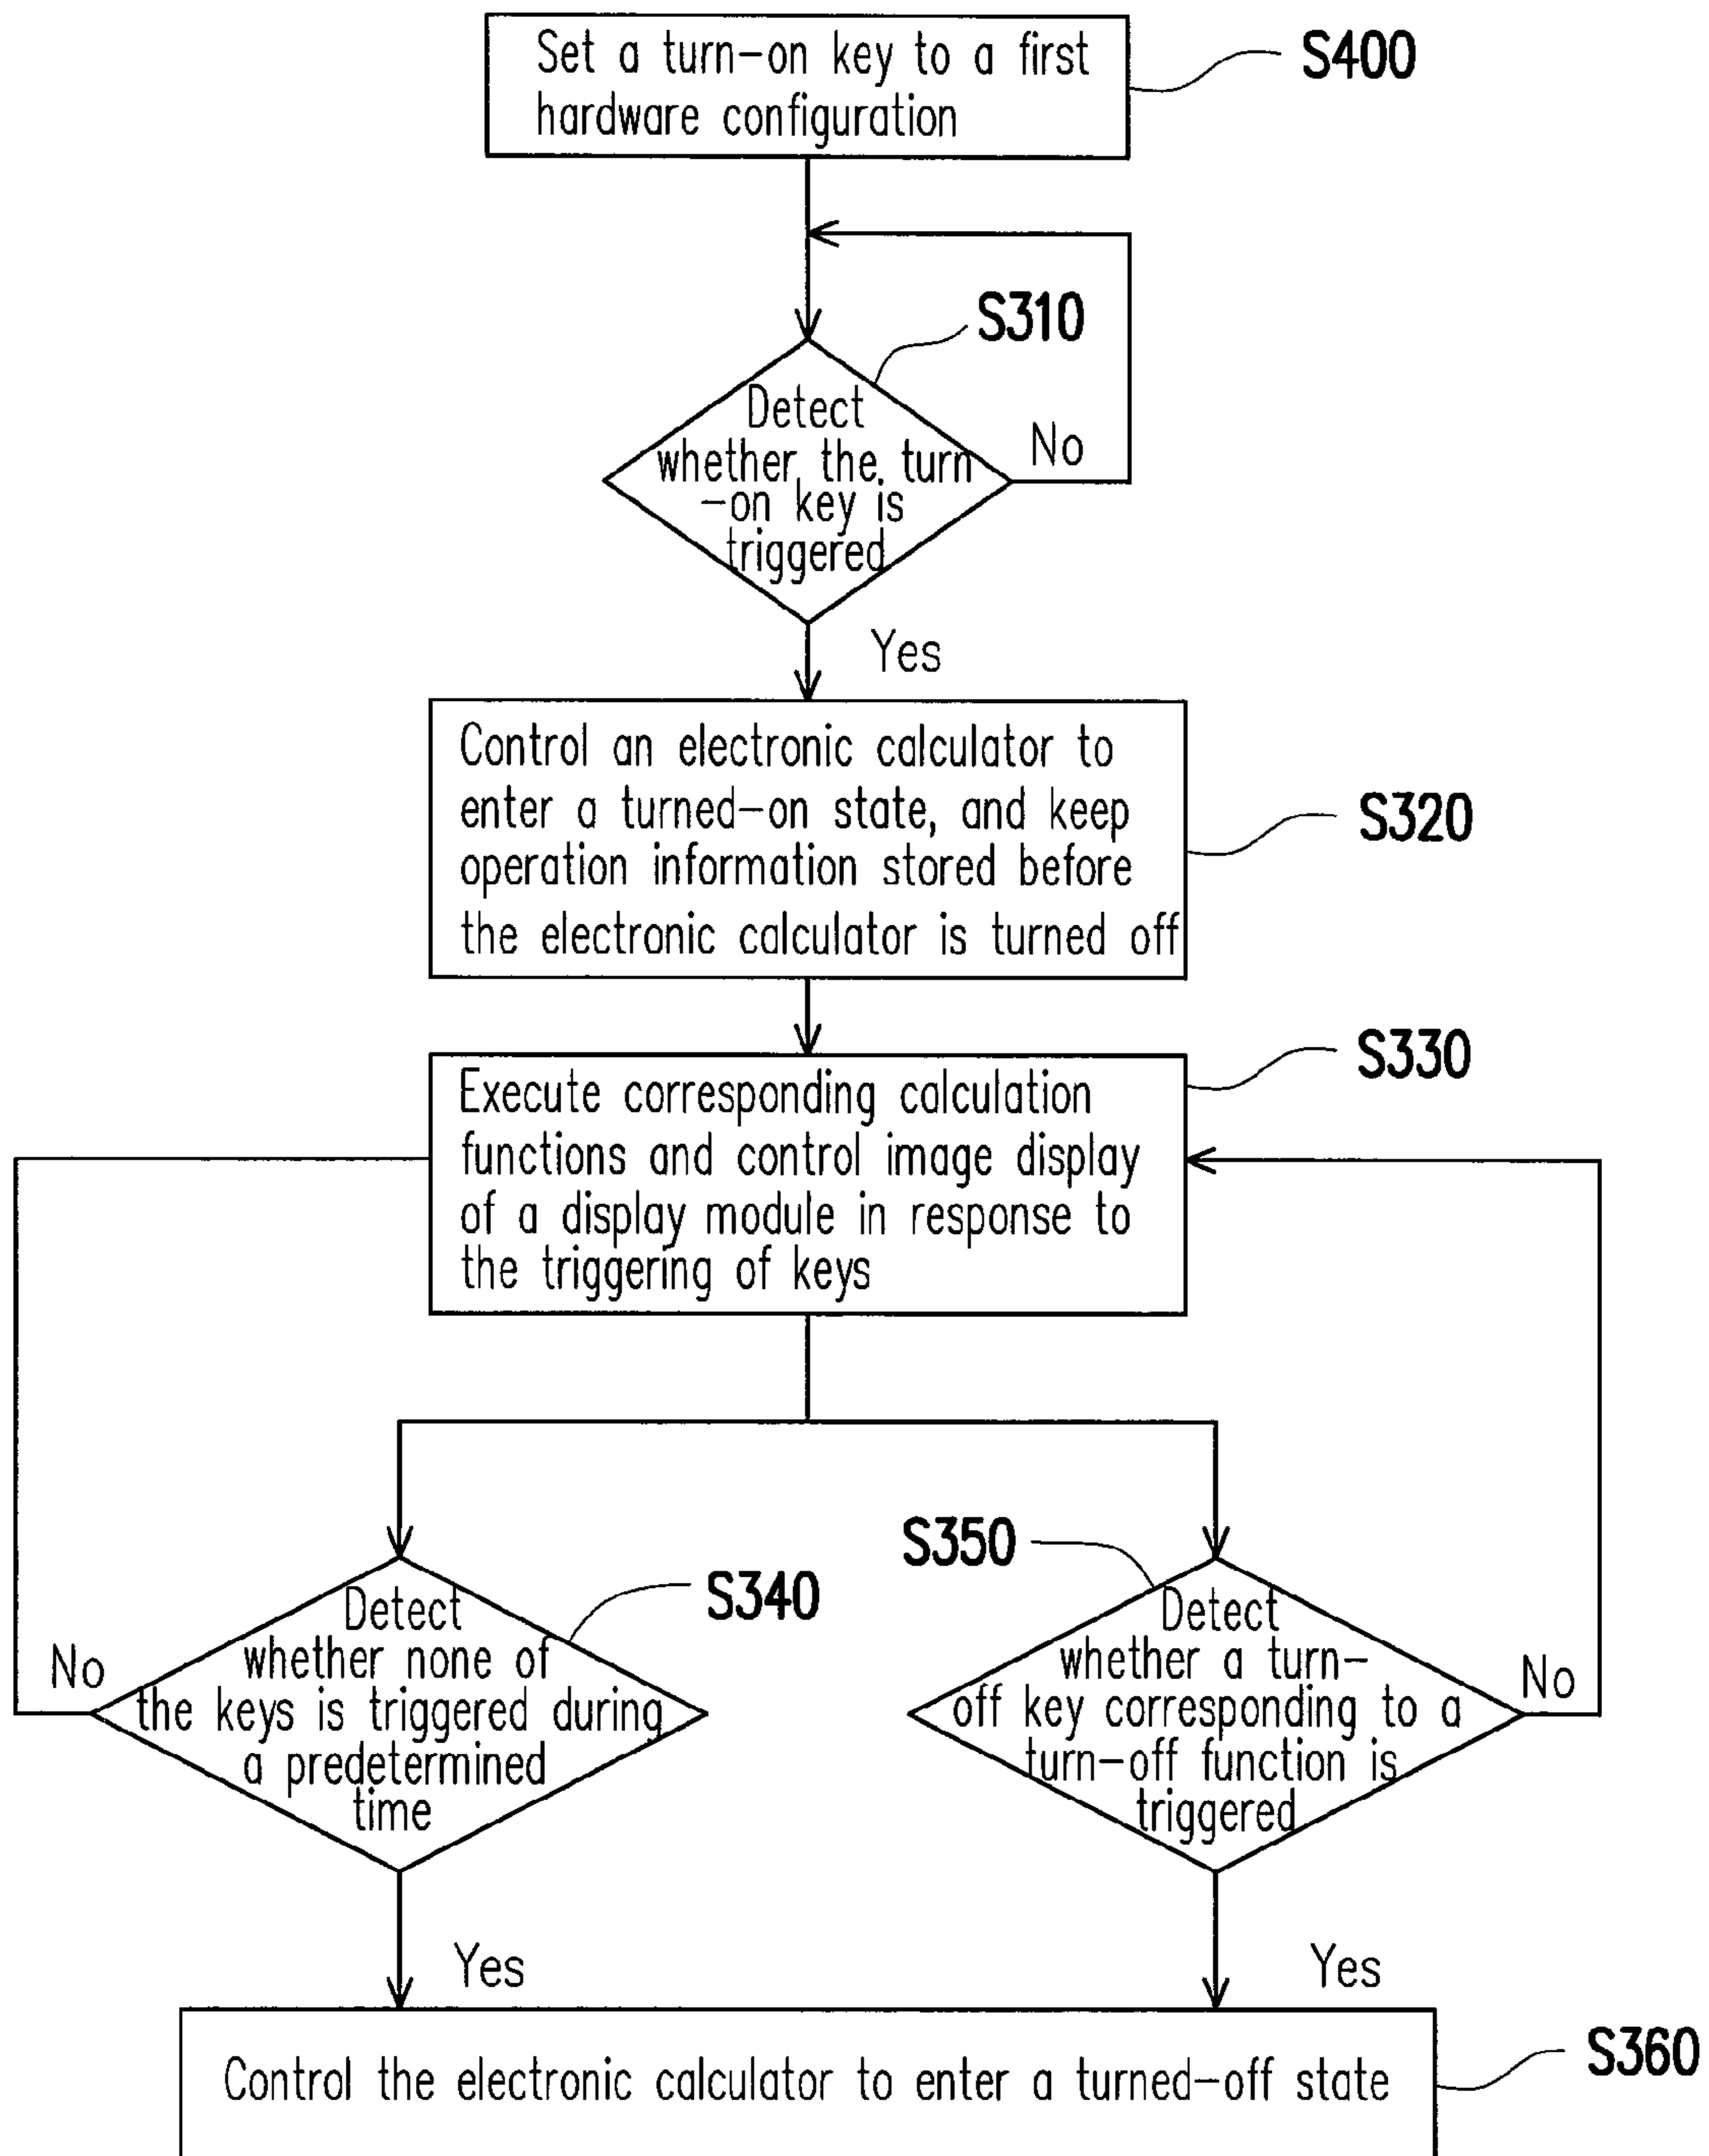 Set a turn-on key to a first
hardware configuration
S400
S310
Detect
whether the turn
-on key is
triggered
No
Yes
Control an electronic calculator to
enter a turned-on state, and keep
operation information stored before
the electronic calculator is turned off
S320
S330
Execute corresponding calculation
functions and control image display
of a display module in response to
the triggering of keys
S340
Detect
whether none of
the keys is triggered during
a predetermined
time
No
Yes
S350
Detect
whether a turn-
off key corresponding to a
turn-off function is
triggered
No
Yes
Control the electronic calculator to enter a turned-off state
S360